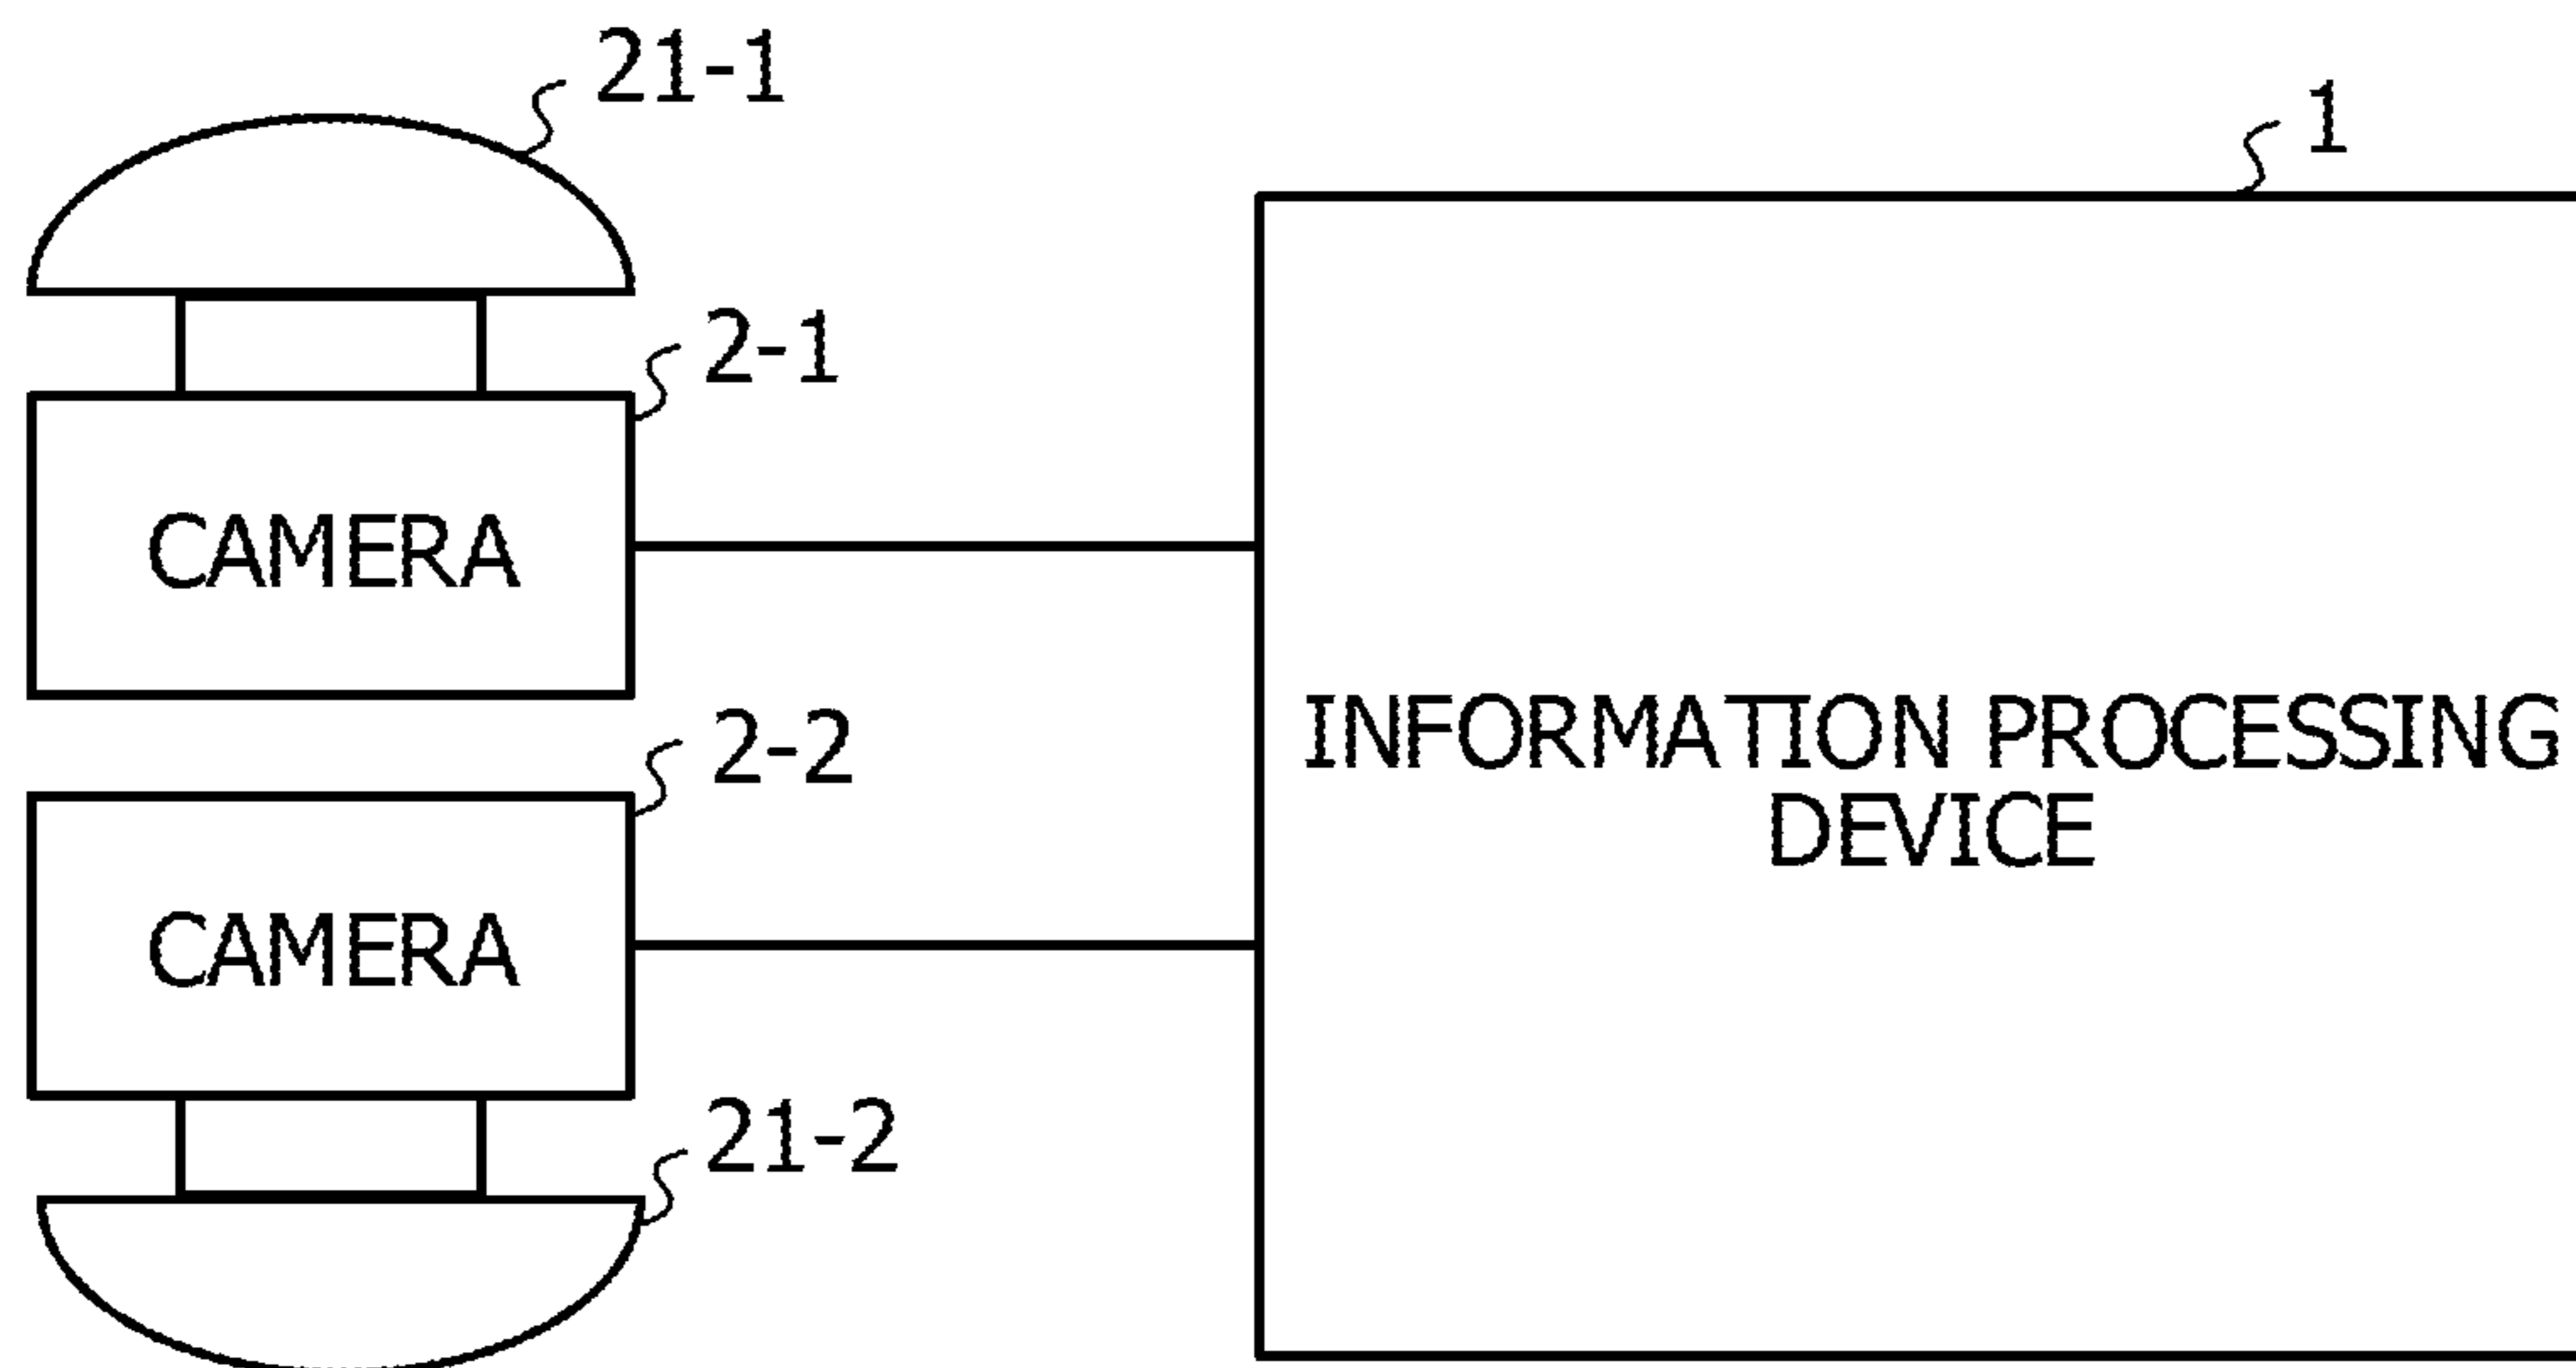 21-1
1
2-1
CAMERA
INFORMATION PROCESSING
DEVICE
2-2
CAMERA
21-2